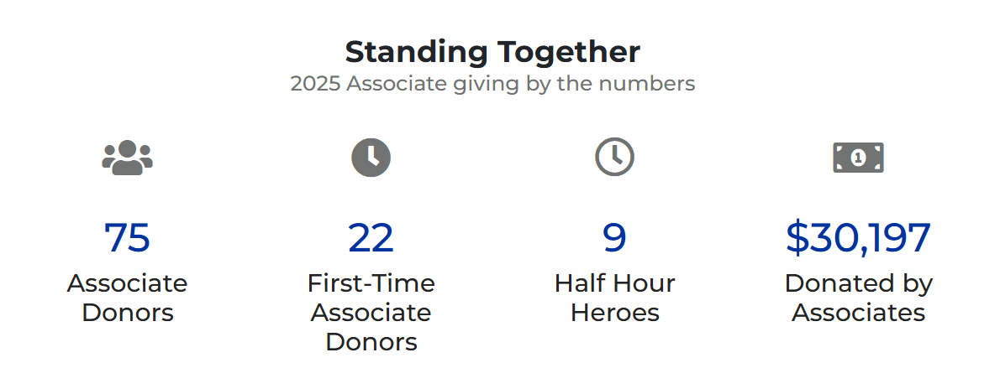 Standing Together
2025 Associate giving by the numbers
1
75
Associate
Donors
22
First-Time
Associate
Donors
9
Half Hour
Heroes
$30,197
Donated by
Associates